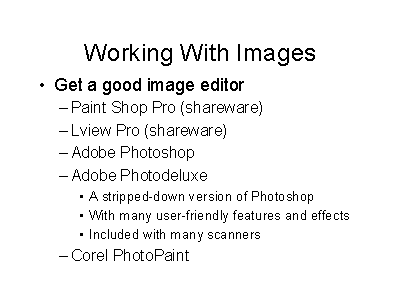 Working With Images
• Get a good image editor
– Paint Shop Pro (shareware)
– Lview Pro (shareware)
– Adobe Photoshop
– Adobe Photodeluxe
• A stripped-down version of Photoshop
• With many user-friendly features and effects
• Included with many scanners
– Corel PhotoPaint